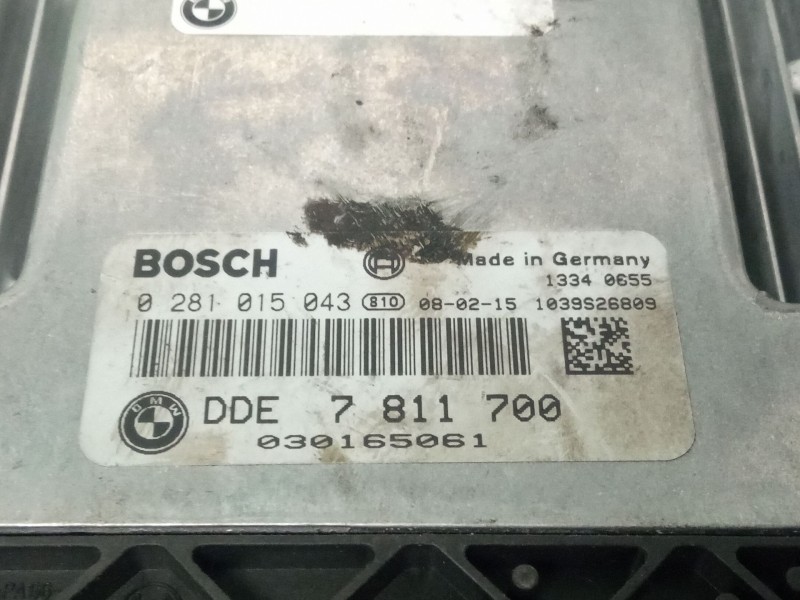 BOSCH
Made in Germany
1334 0655
0 281 015 043 810 08-02-15 1039S26809
BMW DDE 7 811 700
030165061